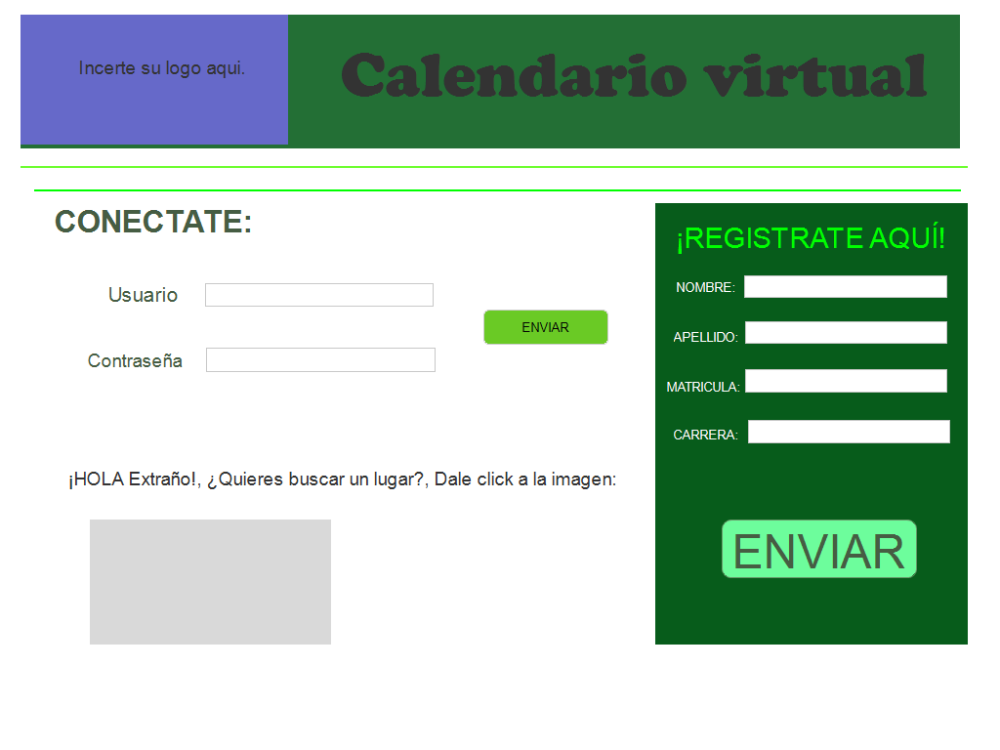 Incerte su logo aqui.
Calendario virtual
CONECTATE:
Usuario
Contraseña
ENVIAR
¡HOLA Extraño!, ¿Quieres buscar un lugar?, Dale click a la imagen:
¡REGISTRATE AQUÍ!
NOMBRE:
APELLIDO:
MATRICULA:
CARRERA:
ENVIAR